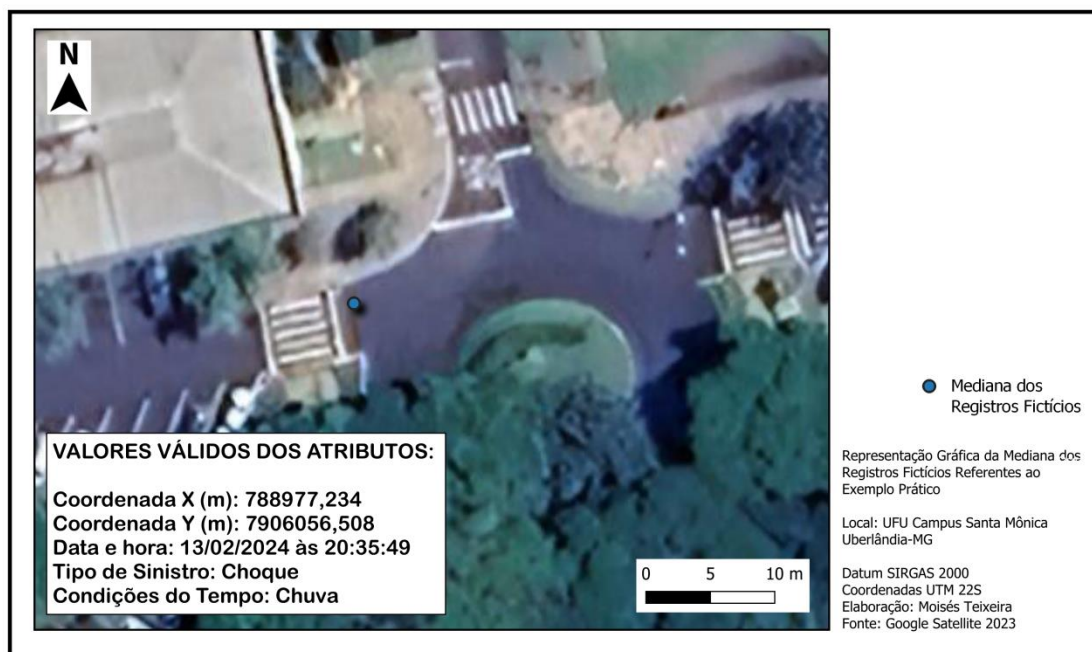 N
VALORES VÁLIDOS DOS ATRIBUTOS:
Coordenada X (m): 788977,234
Coordenada Y (m): 7906056,508
Data e hora: 13/02/2024 às 20:35:49
Tipo de Sinistro: Choque
Condições do Tempo: Chuva
0 5 10 m
Mediana dos
Registros Fictícios
Representação Gráfica da Mediana dos
Registros Fictícios Referentes ao
Exemplo Prático
Local: UFU Campus Santa Mônica
Uberlândia-MG
Datum SIRGAS 2000
Coordenadas UTM 22S
Elaboração: Moisés Teixeira
Fonte: Google Satellite 2023